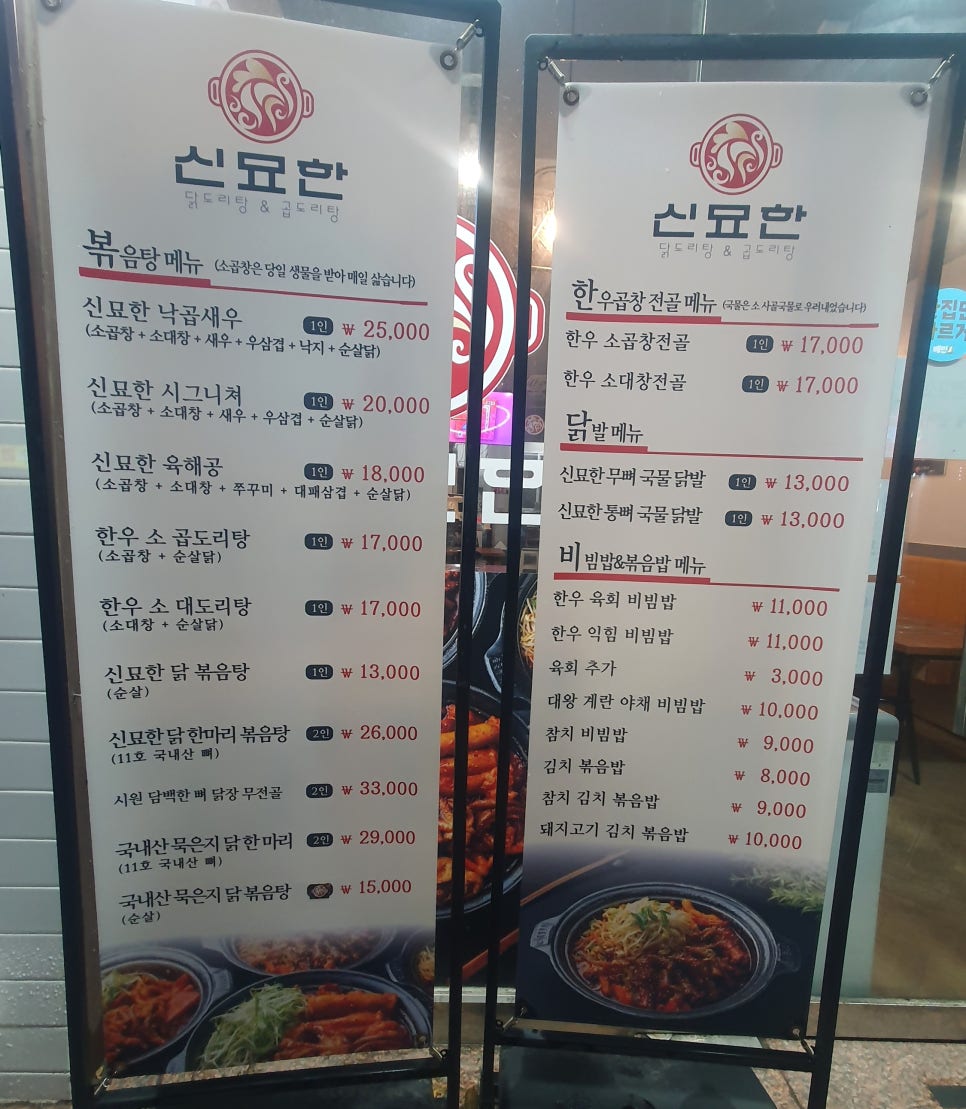 신묘한
닭도리탕 & 곱도리탕
볶음탕 메뉴 (소곱창은 당일 생물을 받아 매일 삶습니다)
신묘한 낙곱새우 1인 ₩ 25,000
(소곱창 + 소대창 + 새우 + 우삼겹 + 낙지 + 순살닭)
신묘한 시그니쳐 1인 ₩ 20,000
(소곱창 + 소대창 + 새우 + 우삼겹 + 순살닭)
신묘한 육해공 1인 ₩ 18,000
(소곱창 + 소대창 + 쭈꾸미 + 대패삼겹 + 순살닭)
한우 소 곱도리탕 1인 ₩ 17,000
(소곱창 + 순살닭)
한우 소 대도리탕 1인 ₩ 17,000
(소대창 + 순살닭)
신묘한 닭 볶음탕 1인 ₩ 13,000
(순살)
신묘한 닭 한마리 볶음탕 2인 ₩ 26,000
(11호 국내산 뼈)
시원 담백한 뼈 닭장 무전골 2인 ₩ 33,000
국내산 묵은지 닭 한 마리 2인 ₩ 29,000
(11호 국내산 뼈)
국내산 묵은지 닭 볶음탕 ₩ 15,000
(순살)
신묘한
닭도리탕 & 곱도리탕
한우곱창 전골 메뉴 (국물은 소 사골국물로 우려내었습니다)
한우 소곱창전골 1인 ₩ 17,000
한우 소대창전골 1인 ₩ 17,000
닭발 메뉴
신묘한 무뼈 국물 닭발 1인 ₩ 13,000
신묘한 통뼈 국물 닭발 1인 ₩ 13,000
비빔밥&볶음밥 메뉴
한우 육회 비빔밥 ₩ 11,000
한우 익힘 비빔밥 ₩ 11,000
육회 추가 ₩ 3,000
대왕 계란 야채 비빔밥 ₩ 10,000
참치 비빔밥 ₩ 9,000
김치 볶음밥 ₩ 8,000
참치 김치 볶음밥 ₩ 9,000
돼지고기 김치 볶음밥 ₩ 10,000